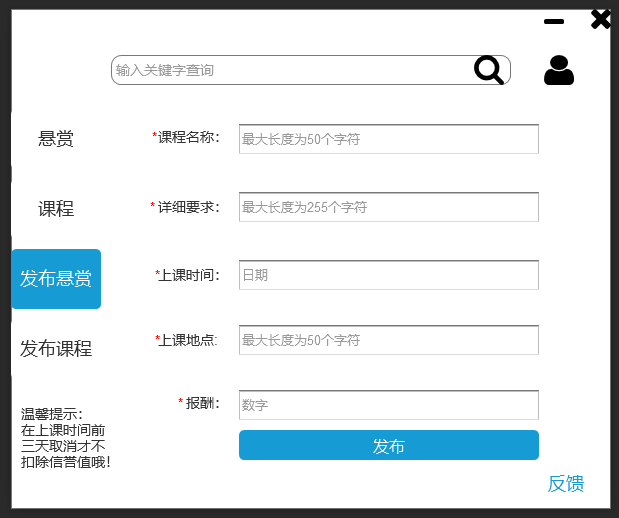 输入关键字查询
悬赏
*课程名称：
最大长度为50个字符
课程
*详细要求：
最大长度为255个字符
发布悬赏
*上课时间：
日期
发布课程
*上课地点:
最大长度为50个字符
*报酬：
数字
温馨提示：
在上课时间前
三天取消才不
扣除信誉值哦！
发布
反馈